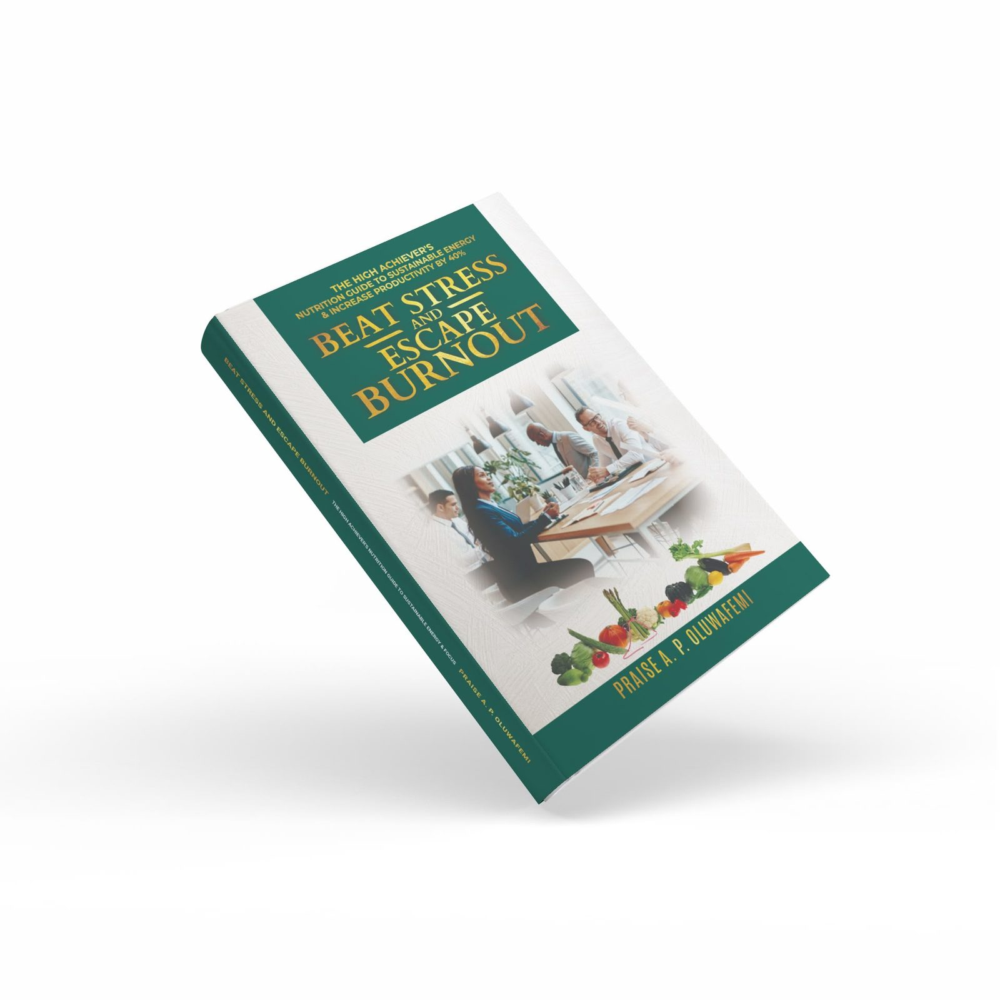 THE HIGH ACHIEVER'S
NUTRITION GUIDE TO SUSTAINABLE ENERGY
& INCREASE PRODUCTIVITY BY 40%
BEAT STRESS
AND
ESCAPE
BURNOUT
PRAISE A. P. OLUWAFEMI
BEAT STRESS AND ESCAPE BURNOUT THE HIGH ACHIEVER'S NUTRITION GUIDE TO SUSTAINABLE ENERGY & FOCUS PRAISE A. P. OLUWAFEMI